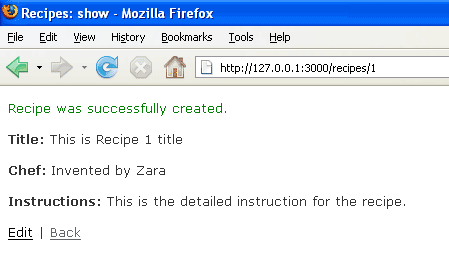 Recipes: show - Mozilla Firefox
File Edit View History Bookmarks Tools Help
http://127.0.0.1:3000/recipes/1
Recipe was successfully created.
Title: This is Recipe 1 title
Chef: Invented by Zara
Instructions: This is the detailed instruction for the recipe.
Edit | Back